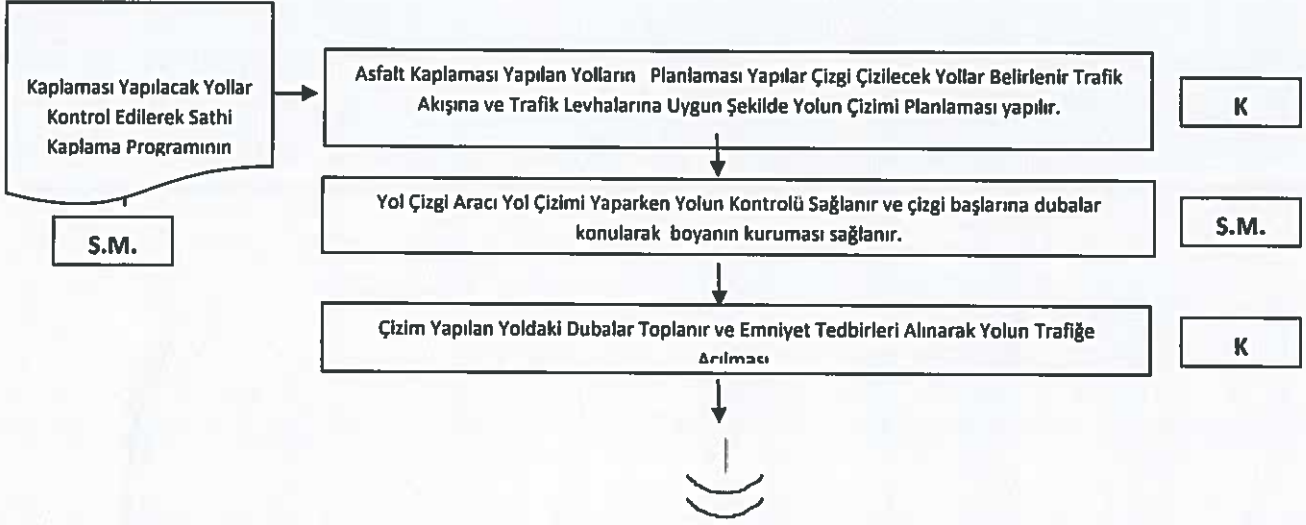 Kaplaması Yapılacak Yollar
Kontrol Edilerek Sathi
Kaplama Programının
S.M.
Asfalt Kaplaması Yapılan Yolların Planlaması Yapılar Çizgi Çizilecek Yollar Belirlenir Trafik
Akışına ve Trafik Levhalarına Uygun Şekilde Yolun Çizimi Planlaması yapılır.
K
Yol Çizgi Aracı Yol Çizimi Yaparken Yolun Kontrolü Sağlanır ve çizgi başlarına dubalar
konularak boyanın kuruması sağlanır.
S.M.
Çizim Yapılan Yoldaki Dubalar Toplanır ve Emniyet Tedbirleri Alınarak Yolun Trafiğe
Açılması
K